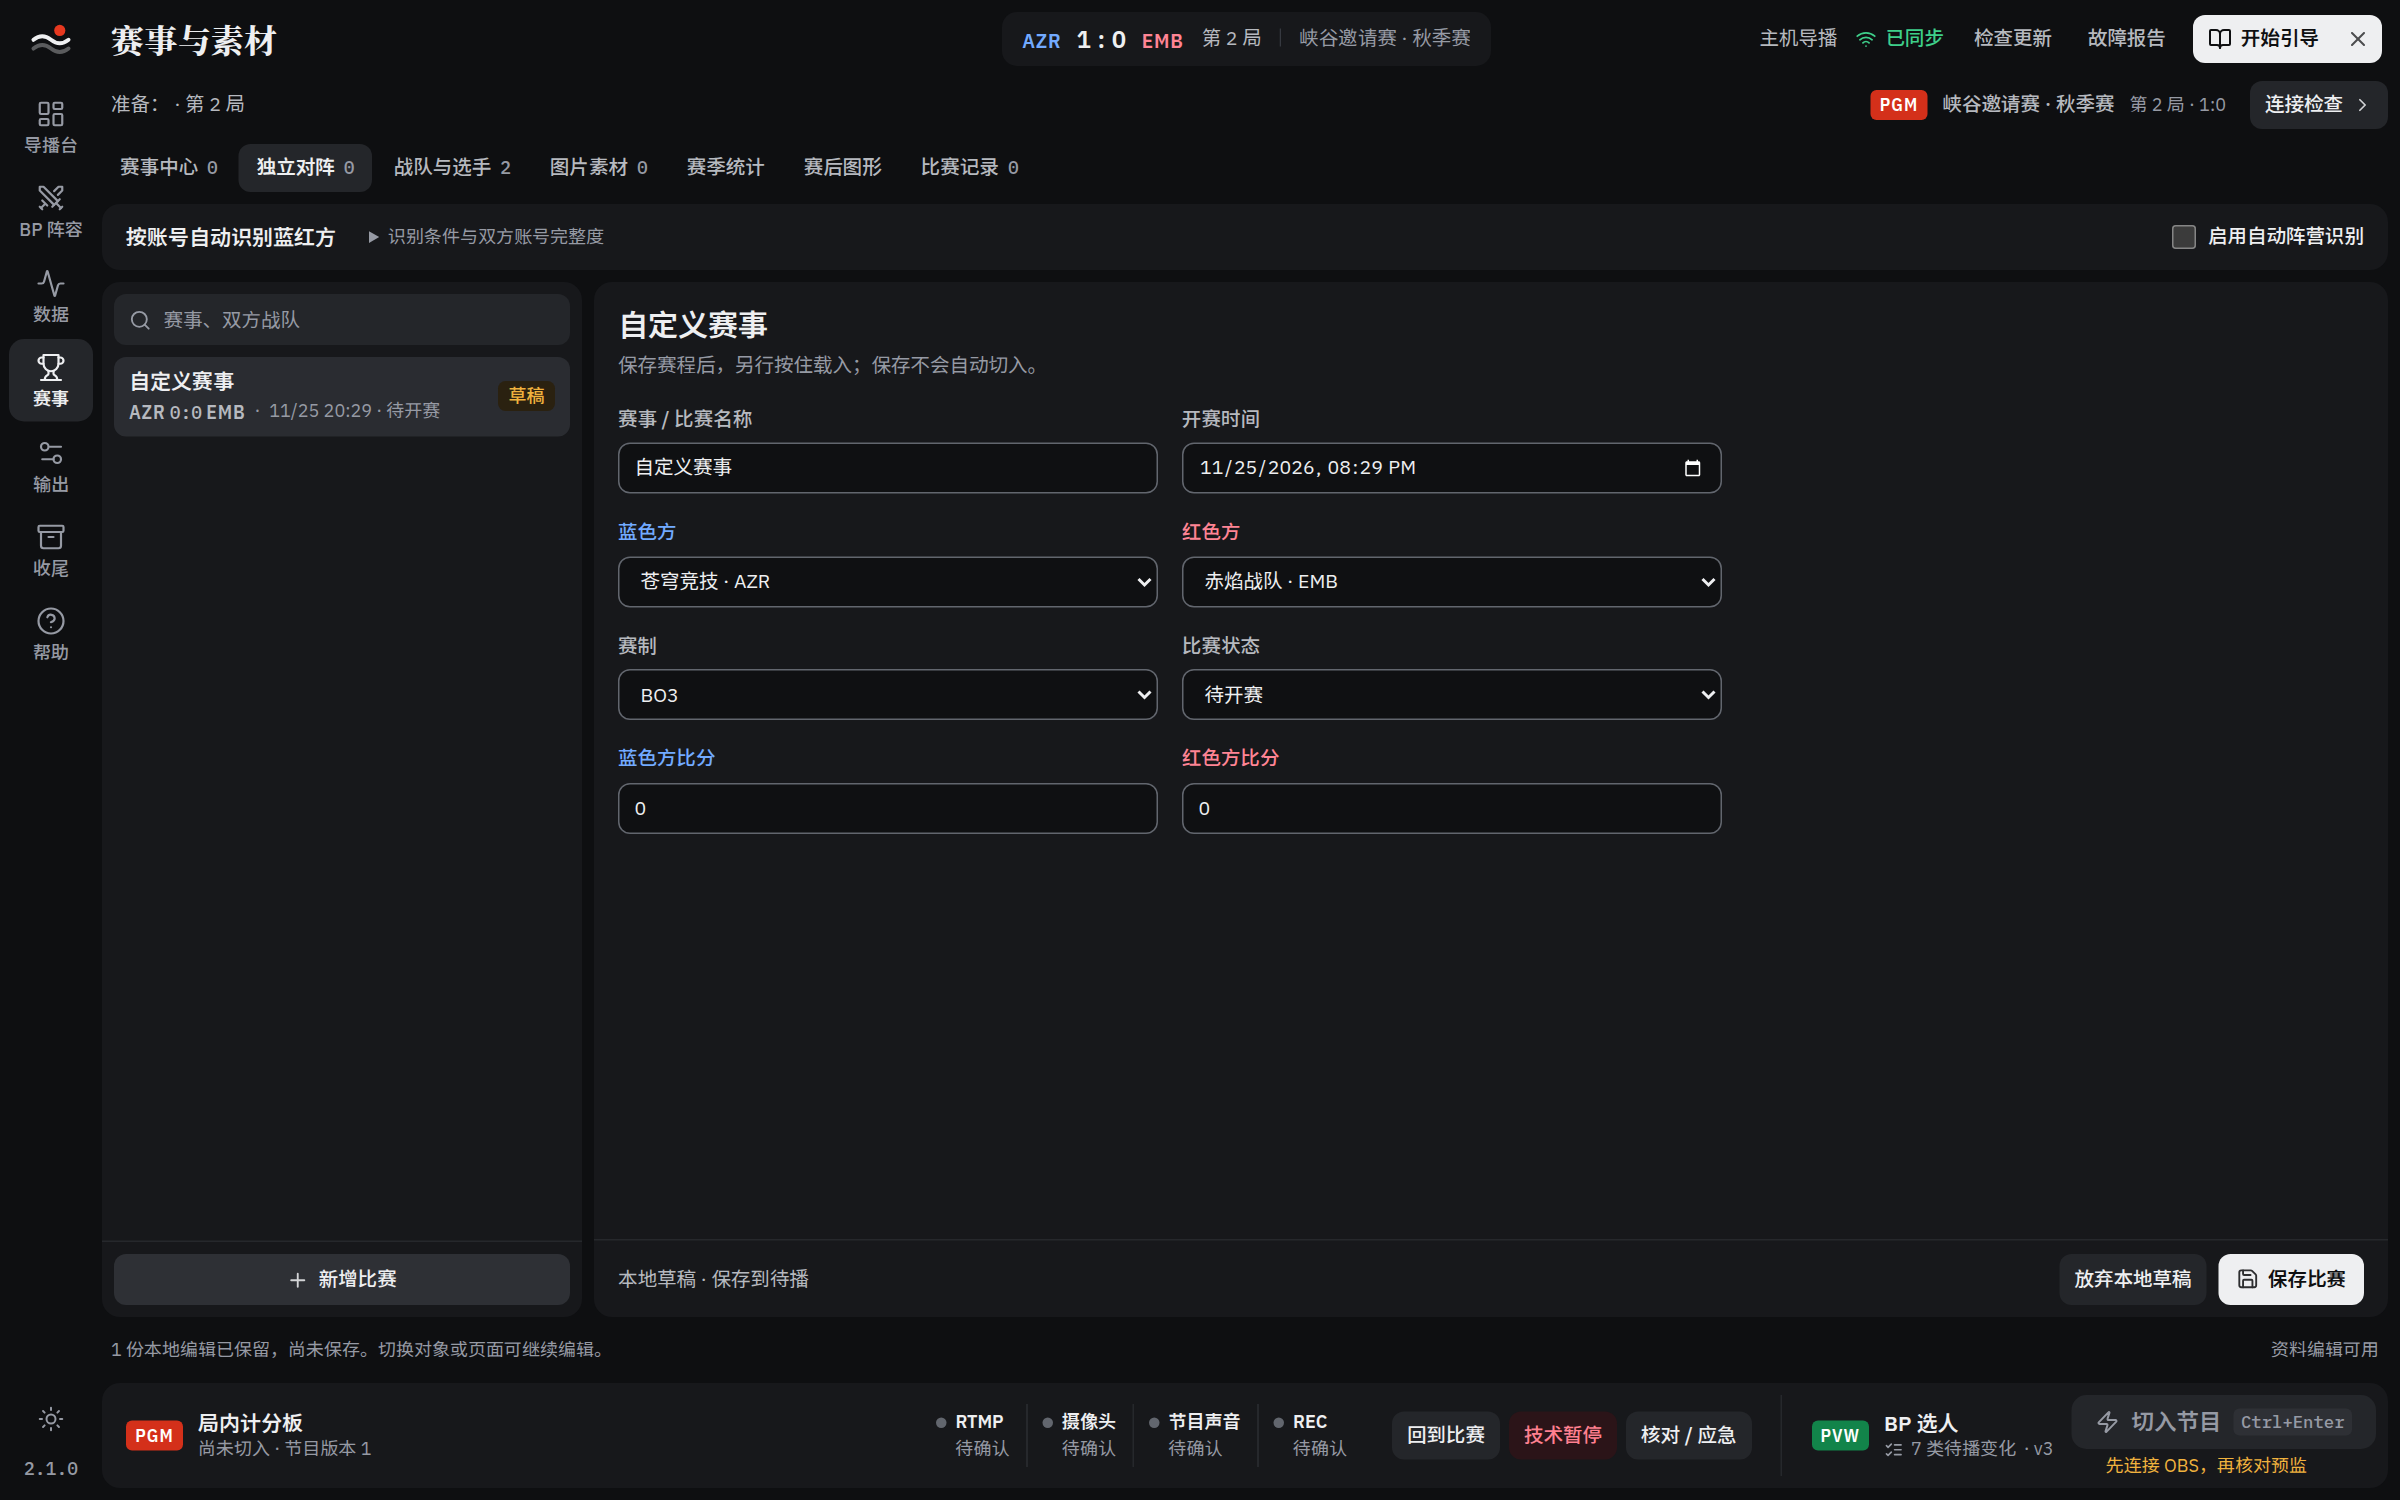 赛事与素材
AZR 1:0 EMB 第 2 局 峡谷邀请赛 · 秋季赛
主机导播 已同步 检查更新 故障报告 开始引导
准备： · 第 2 局
PGM 峡谷邀请赛 · 秋季赛 第 2 局 · 1:0 连接检查
导播台
BP 阵容
数据
赛事
输出
收尾
帮助
2.1.0
赛事中心 0 独立对阵 0 战队与选手 2 图片素材 0 赛季统计 赛后图形 比赛记录 0
按账号自动识别蓝红方 识别条件与双方账号完整度 启用自动阵营识别
赛事、双方战队
自定义赛事
AZR 0:0 EMB · 11/25 20:29 · 待开赛
草稿
新增比赛
自定义赛事
保存赛程后，另行按住载入；保存不会自动切入。
赛事 / 比赛名称 开赛时间
自定义赛事 11/25/2026, 08:29 PM
蓝色方 红色方
苍穹竞技 · AZR 赤焰战队 · EMB
赛制 比赛状态
BO3 待开赛
蓝色方比分 红色方比分
0 0
本地草稿 · 保存到待播 放弃本地草稿 保存比赛
1 份本地编辑已保留，尚未保存。切换对象或页面可继续编辑。 资料编辑可用
PGM 局内计分板
尚未切入 · 节目版本 1
RTMP 摄像头 节目声音 REC
待确认 待确认 待确认 待确认
回到比赛 技术暂停 核对 / 应急
PVW BP 选人
7 类待播变化 · v3
切入节目 Ctrl+Enter
先连接 OBS，再核对预监